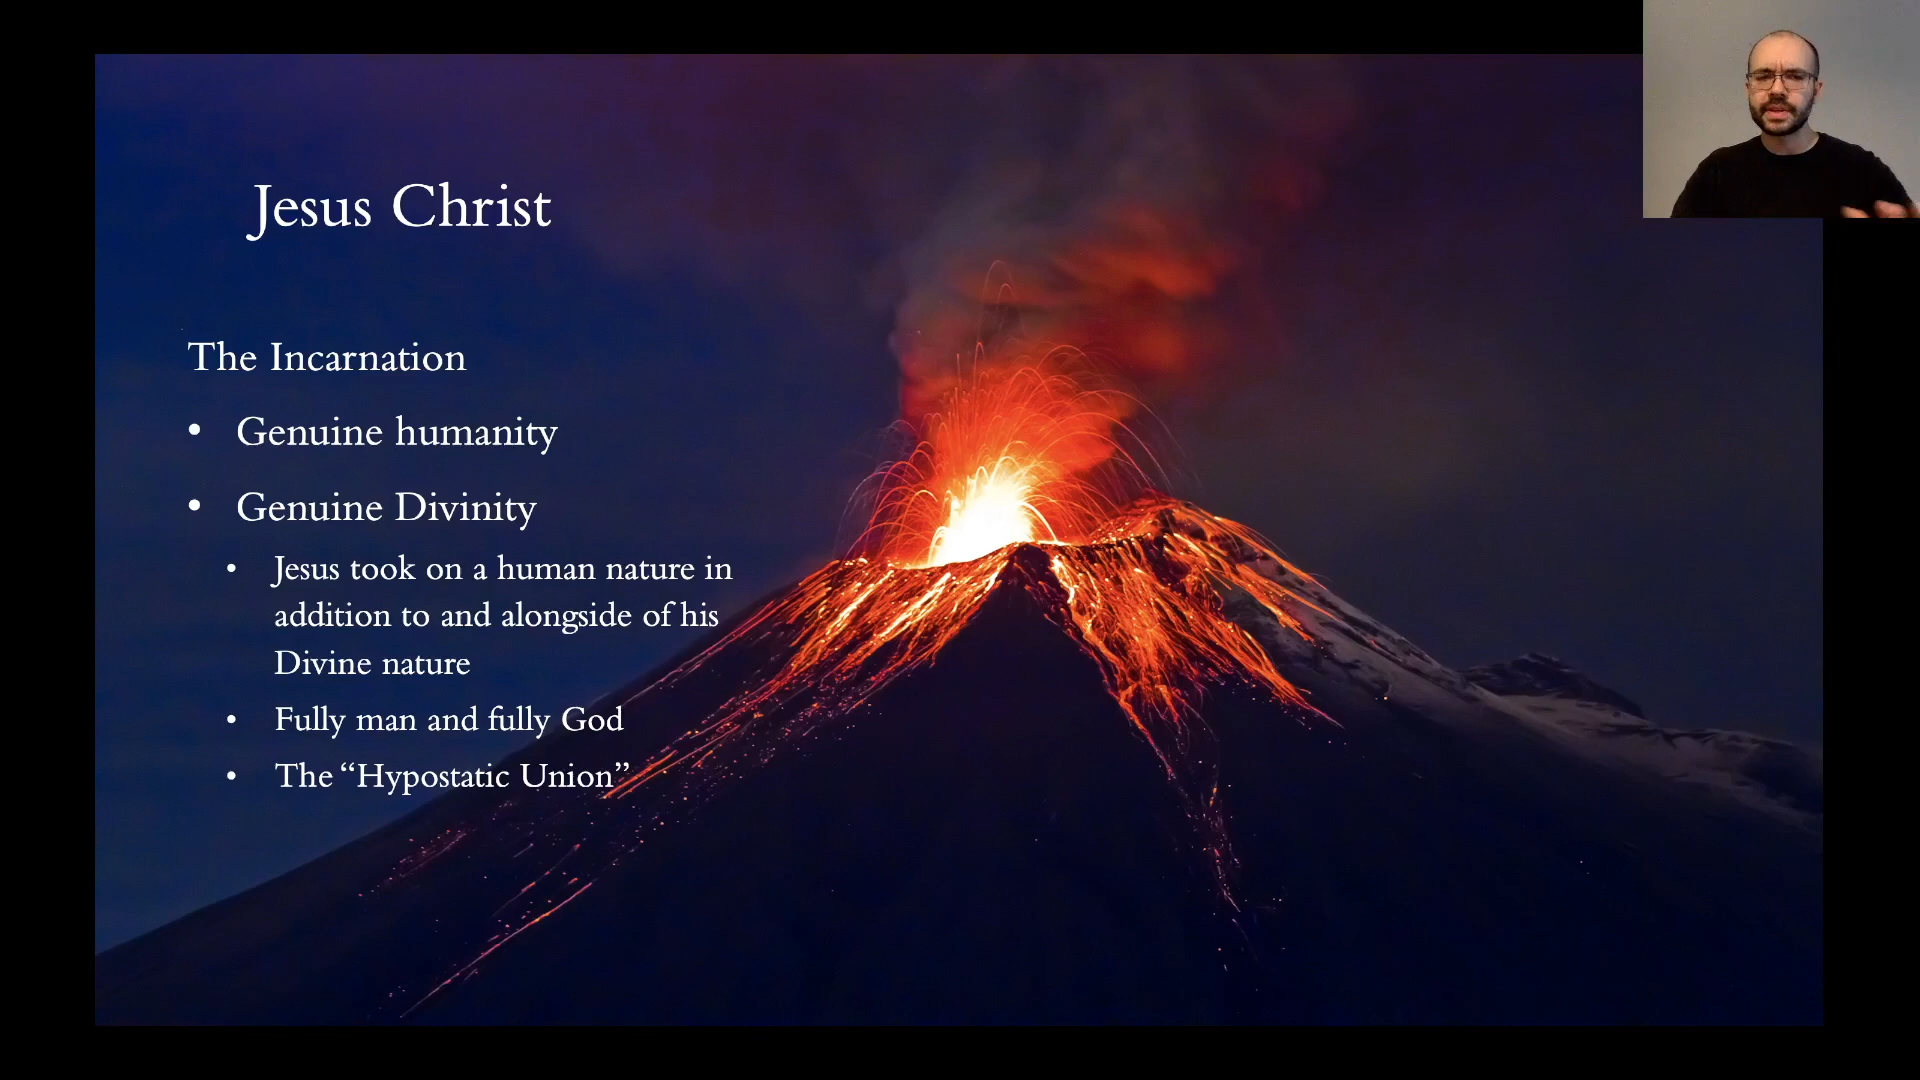 Jesus Christ
The Incarnation
• Genuine humanity
• Genuine Divinity
• Jesus took on a human nature in
addition to and alongside of his
Divine nature
• Fully man and fully God
• The “Hypostatic Union”